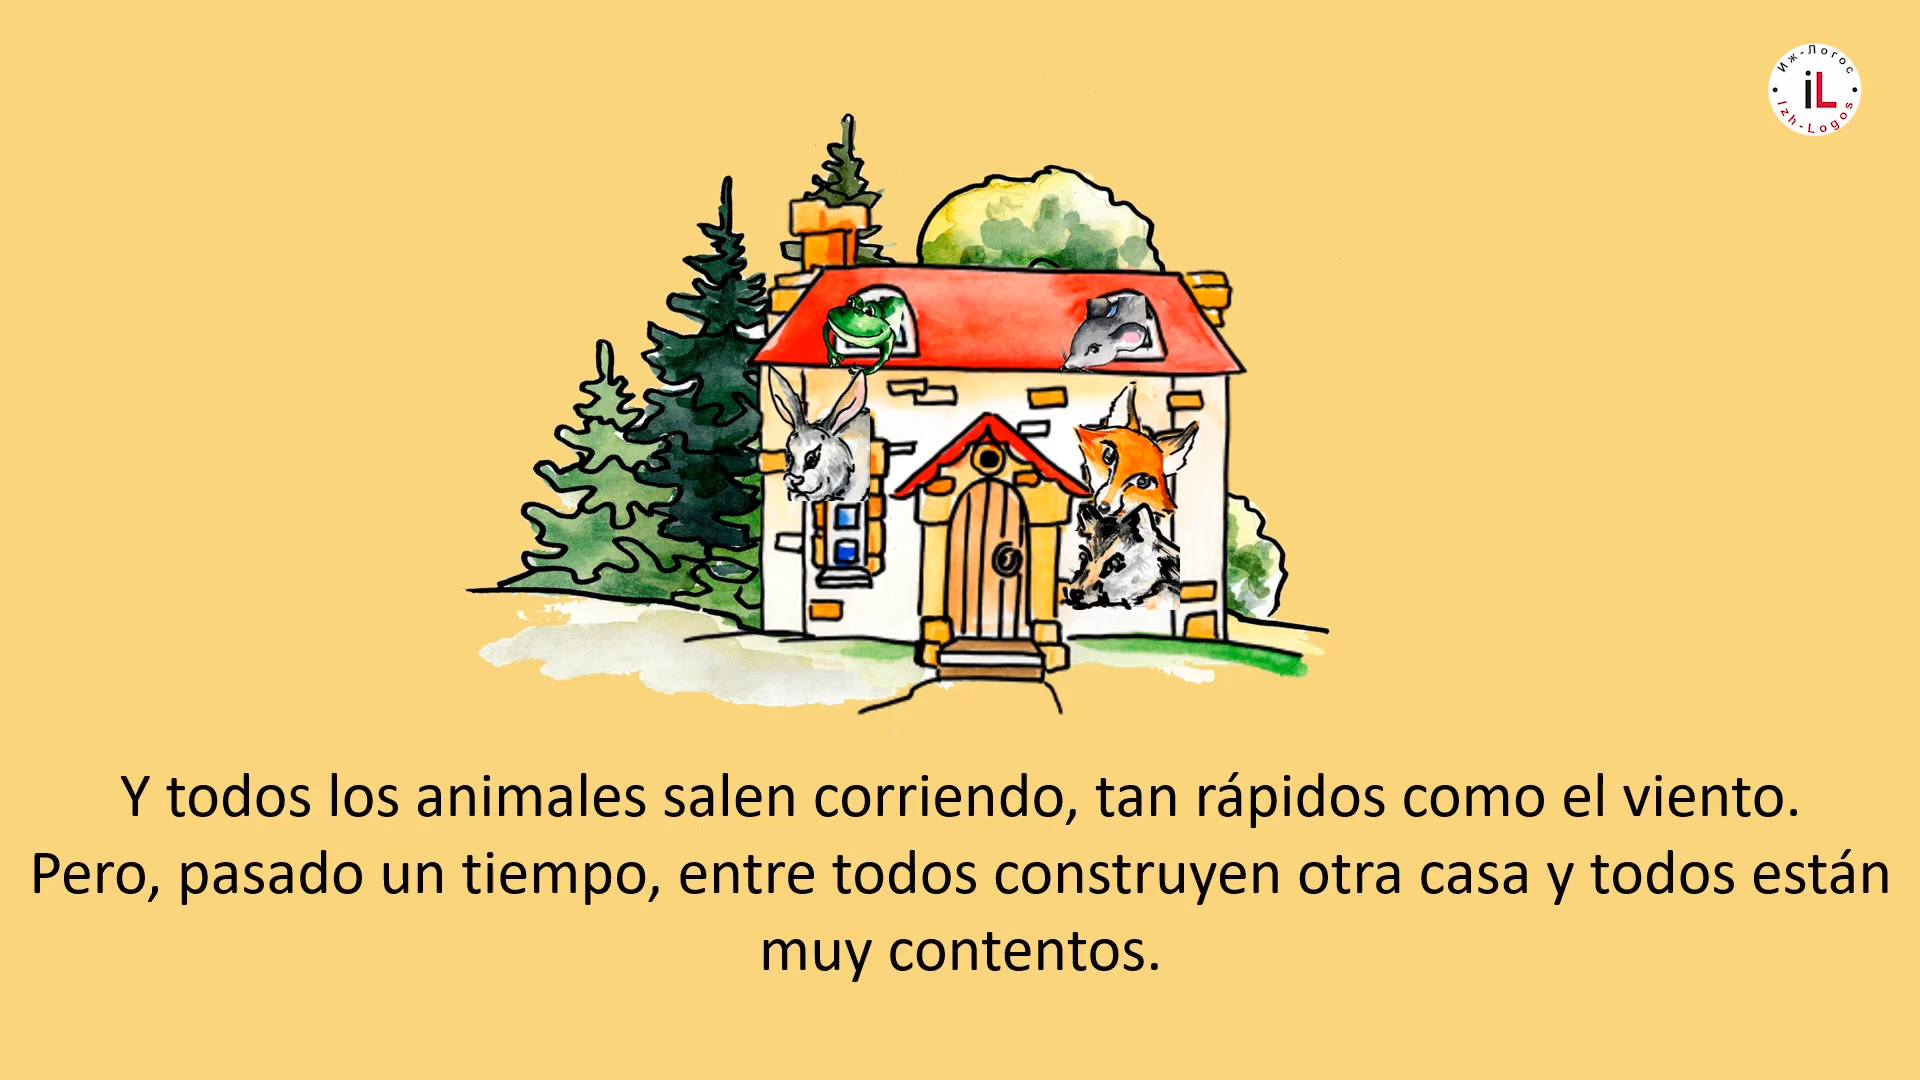 Иж-Логос
iL
Izh-Logos
Y todos los animales salen corriendo, tan rápidos como el viento.
Pero, pasado un tiempo, entre todos construyen otra casa y todos están
muy contentos.